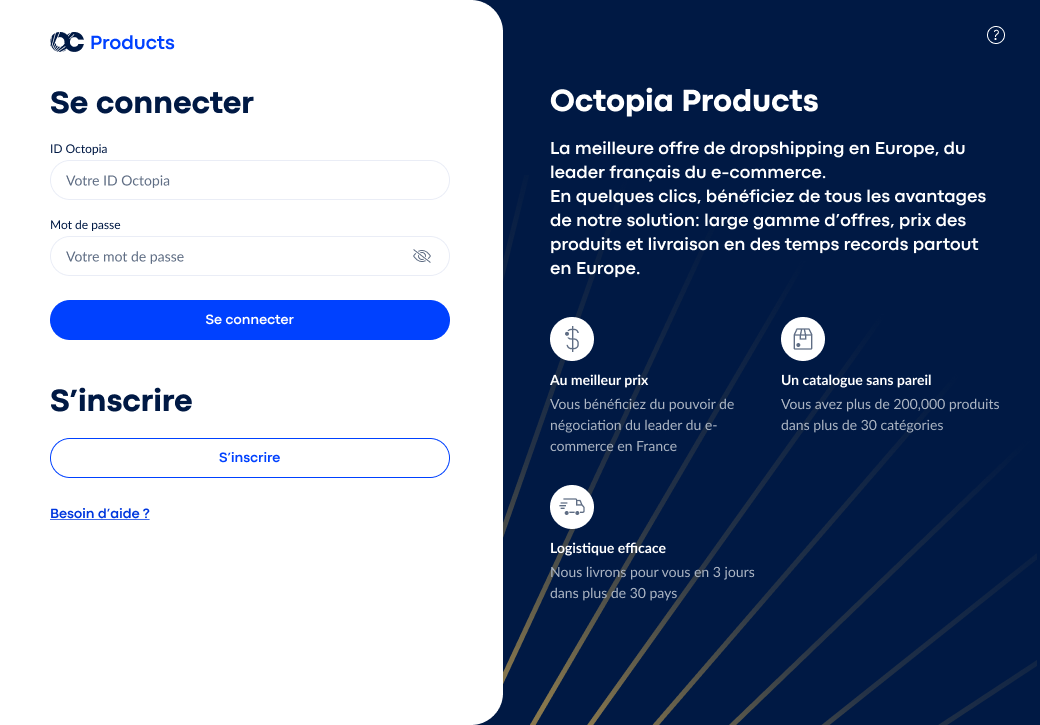 OC Products
Se connecter
ID Octopia
Votre ID Octopia
Mot de passe
Votre mot de passe
Se connecter
S’inscrire
S’inscrire
Besoin d’aide ?
?
Octopia Products
La meilleure offre de dropshipping en Europe, du
leader français du e-commerce.
En quelques clics, bénéficiez de tous les avantages
de notre solution: large gamme d’offres, prix des
produits et livraison en des temps records partout
en Europe.
Au meilleur prix
Vous bénéficiez du pouvoir de
négociation du leader du e-
commerce en France
Un catalogue sans pareil
Vous avez plus de 200,000 produits
dans plus de 30 catégories
Logistique efficace
Nous livrons pour vous en 3 jours
dans plus de 30 pays